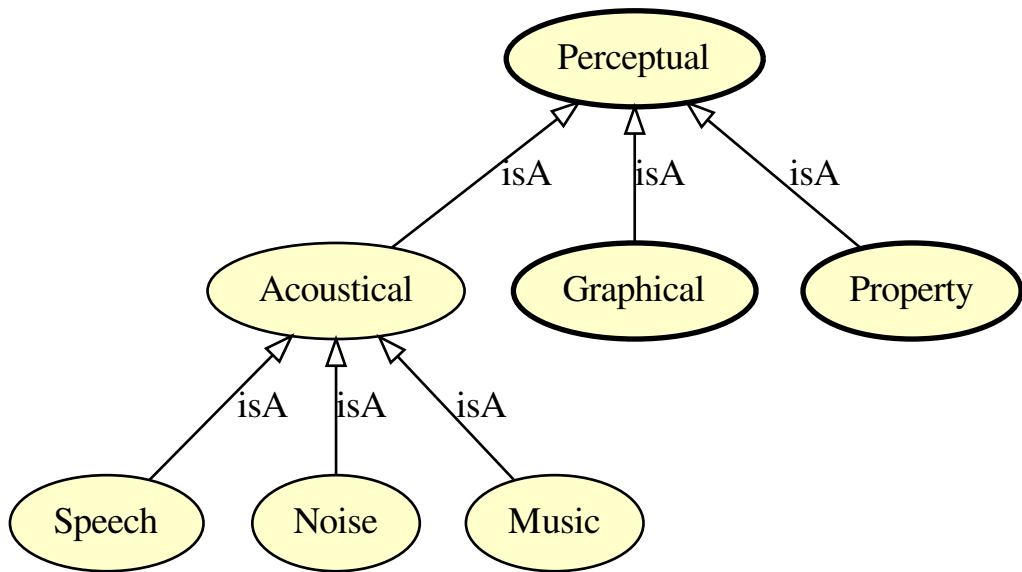 Perceptual
isA isA isA
Acoustical Graphical Property
isA isA isA
Speech Noise Music